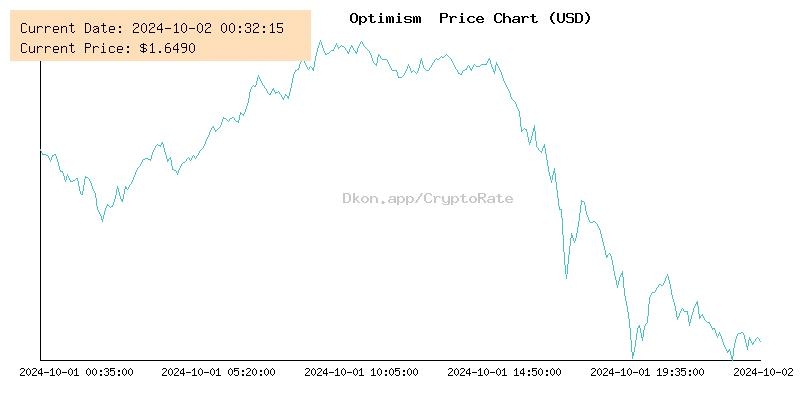 Optimism  Price Chart (USD)
Current Date: 2024-10-02 00:32:15
Current Price: $1.6490
Dkon.app/CryptoRate
2024-10-01 00:35:00 2024-10-01 05:20:00 2024-10-01 10:05:00 2024-10-01 14:50:00 2024-10-01 19:35:00 2024-10-02